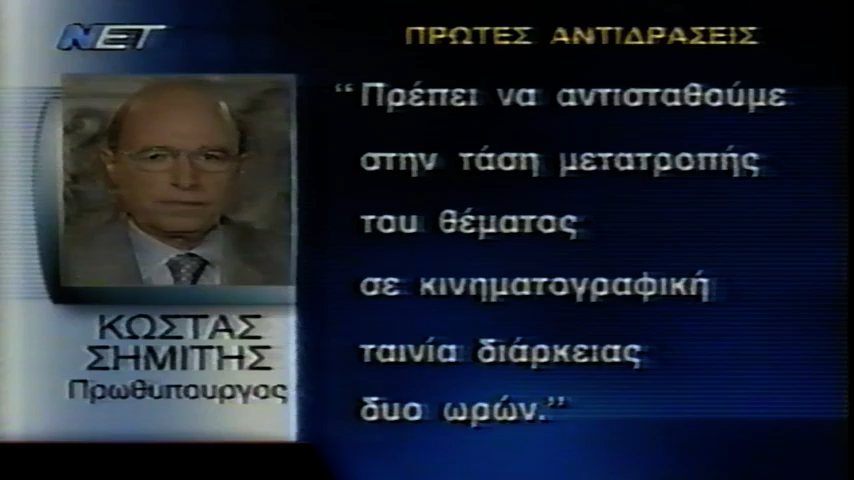 NET
ΠΡΩΤΕΣ ΑΝΤΙΔΡΑΣΕΙΣ
“Πρέπει να αντισταθούμε
στην τάση μετατροπής
του θέματος
σε κινηματογραφική
ταινία διάρκειας
δυο ωρών.”
ΚΩΣΤΑΣ
ΣΗΜΙΤΗΣ
Πρωθυπουργος